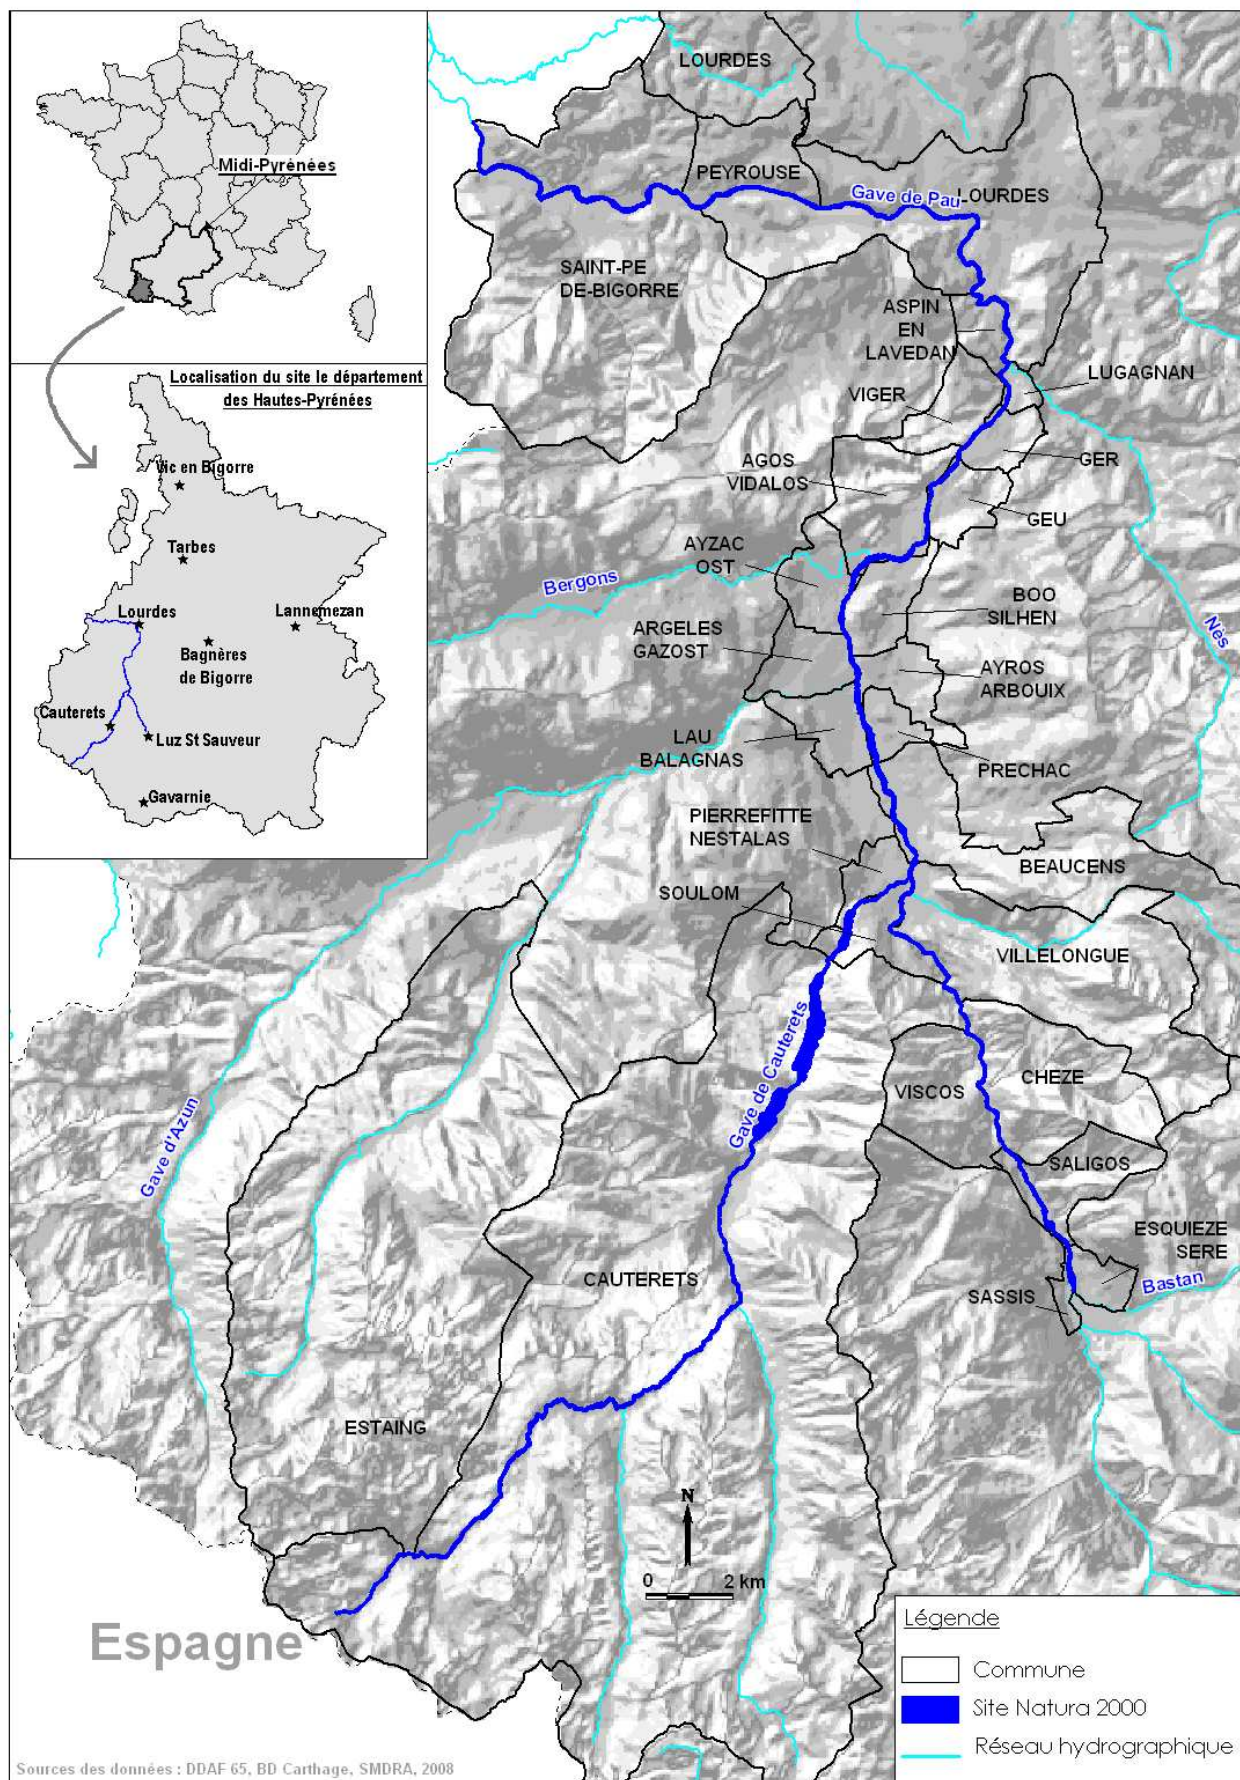 Midi-Pyrénées
Localisation du site le département
des Hautes-Pyrénées
Vic en Bigorre
Tarbes
Lourdes
Lannemezan
Bagnères
de Bigorre
Cauterets
Luz St Sauveur
Gavarnie
LOURDES
PEYROUSE
Gave de Pau
LOURDES
SAINT-PE
DE-BIGORRE
ASPIN
EN
LAVEDAN
LUGAGNAN
VIGER
GER
AGOS
VIDALOS
GEU
AYZAC
OST
Bergons
BOO
SILHEN
Nès
ARGELES
GAZOST
AYROS
ARBOUIX
LAU
BALAGNAS
PRECHAC
PIERREFITTE
NESTALAS
BEAUCENS
SOULOM
VILLELONGUE
Gave de Cauterets
VISCOS
CHEZE
Gave d'Azun
SALIGOS
ESQUIEZE
SERE
CAUTERETS
Bastan
SASSIS
ESTAING
N
0 2 km
Espagne
Légende
Commune
Site Natura 2000
Réseau hydrographique
Sources des données : DDAF 65, BD Carthage, SMDRA, 2008